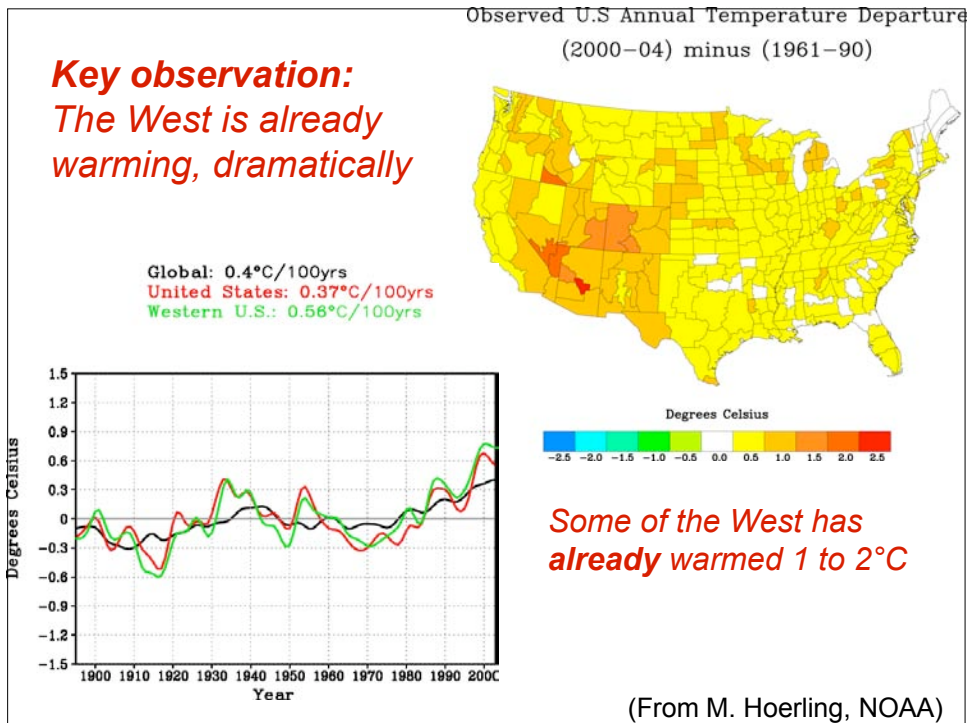 Observed U.S Annual Temperature Departure
(2000−04) minus (1961−90)
Key observation:
The West is already
warming, dramatically
Global: 0.4°C/100yrs
United States: 0.37°C/100yrs
Western U.S.: 0.56°C/100yrs
Degrees Celsius
−2.5 −2.0 −1.5 −1.0 −0.5 0.0 0.5 1.0 1.5 2.0 2.5
Some of the West has
already warmed 1 to 2°C
Degrees Celsius
1.5
1.2
0.9
0.6
0.3
0
−0.3
−0.6
−0.9
−1.2
−1.5
1900 1910 1920 1930 1940 1950 1960 1970 1980 1990 2000
Year
(From M. Hoerling, NOAA)